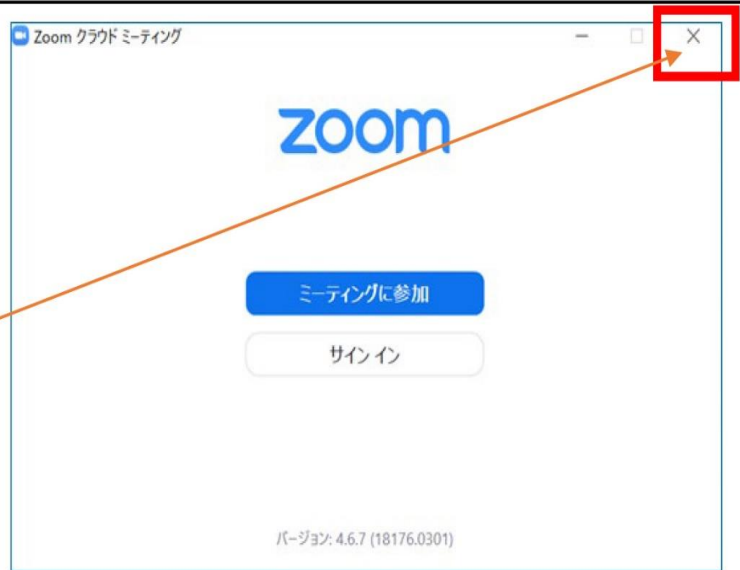 Zoom クラウド ミーティング
zoom
ミーティングに参加
サイン イン
バージョン: 4.6.7 (18176.0301)